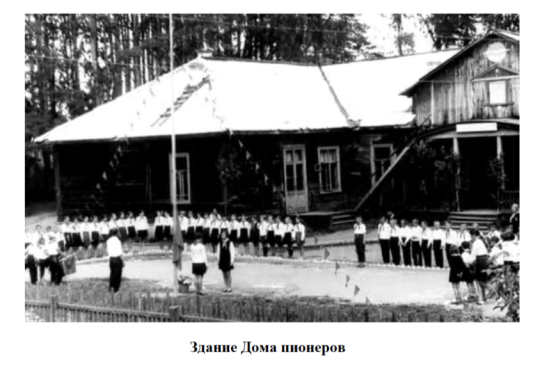 Здание Дома пионеров